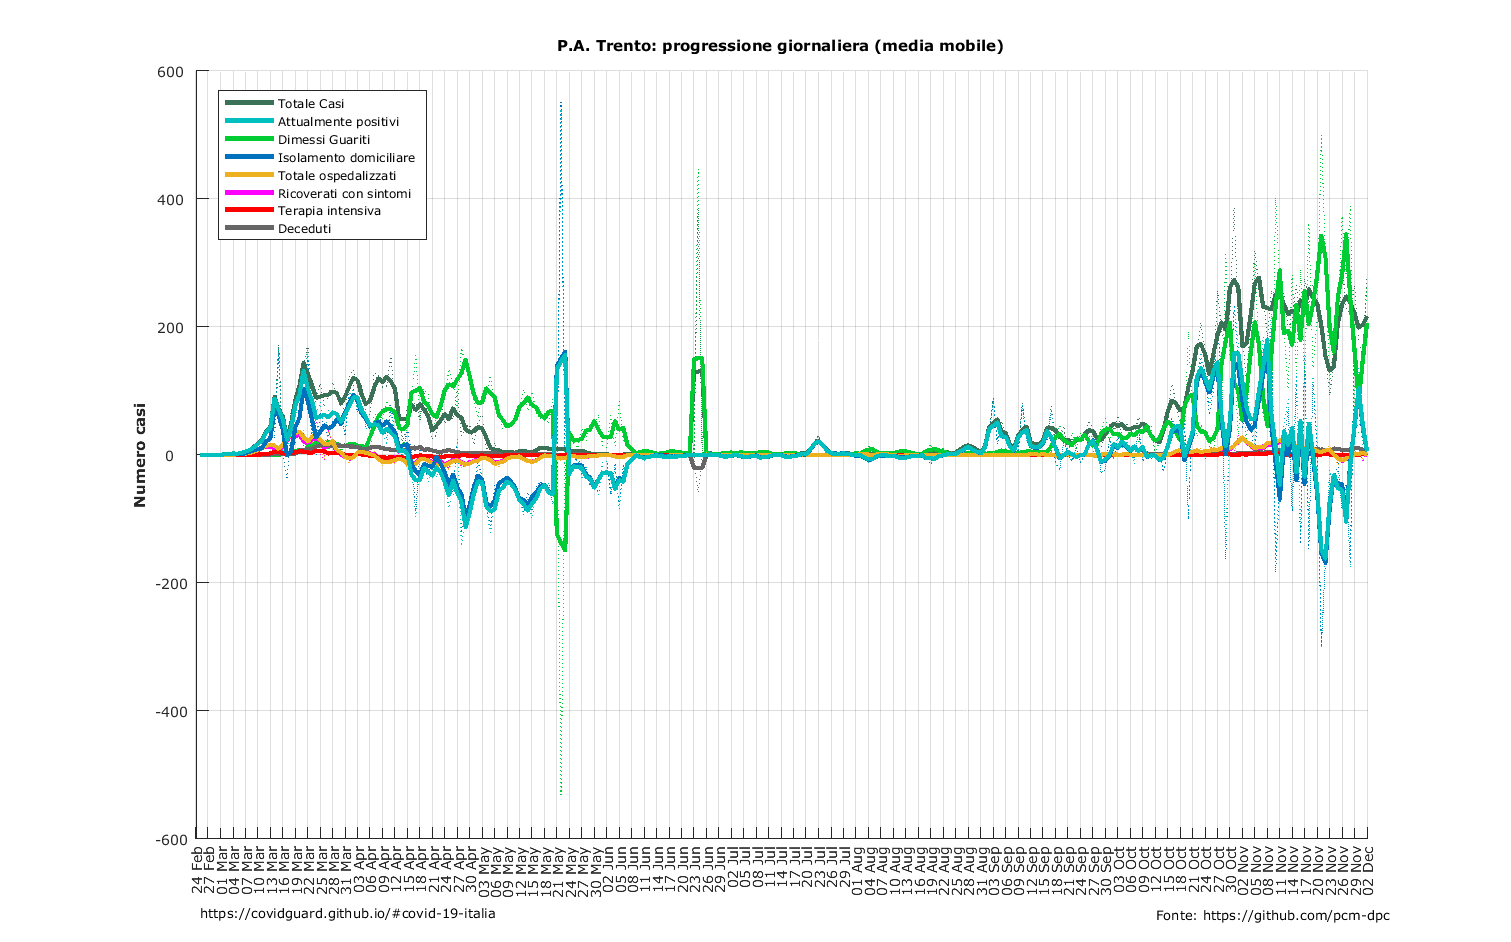 P.A. Trento: progressione giornaliera (media mobile)
600
400
200
0
-200
-400
-600
Numero casi
Totale Casi
Attualmente positivi
Dimessi Guariti
Isolamento domiciliare
Totale ospedalizzati
Ricoverati con sintomi
Terapia intensiva
Deceduti
24 Feb
27 Feb
01 Mar
04 Mar
07 Mar
10 Mar
13 Mar
16 Mar
19 Mar
22 Mar
25 Mar
28 Mar
31 Mar
03 Apr
06 Apr
09 Apr
12 Apr
15 Apr
18 Apr
21 Apr
24 Apr
27 Apr
30 Apr
03 May
06 May
09 May
12 May
15 May
18 May
21 May
24 May
27 May
30 May
02 Jun
05 Jun
08 Jun
11 Jun
14 Jun
17 Jun
20 Jun
23 Jun
26 Jun
29 Jun
02 Jul
05 Jul
08 Jul
11 Jul
14 Jul
17 Jul
20 Jul
23 Jul
26 Jul
29 Jul
01 Aug
04 Aug
07 Aug
10 Aug
13 Aug
16 Aug
19 Aug
22 Aug
25 Aug
28 Aug
31 Aug
03 Sep
06 Sep
09 Sep
12 Sep
15 Sep
18 Sep
21 Sep
24 Sep
27 Sep
30 Sep
03 Oct
06 Oct
09 Oct
12 Oct
15 Oct
18 Oct
21 Oct
24 Oct
27 Oct
30 Oct
02 Nov
05 Nov
08 Nov
11 Nov
14 Nov
17 Nov
20 Nov
23 Nov
26 Nov
29 Nov
02 Dec
https://covidguard.github.io/#covid-19-italia
Fonte: https://github.com/pcm-dpc